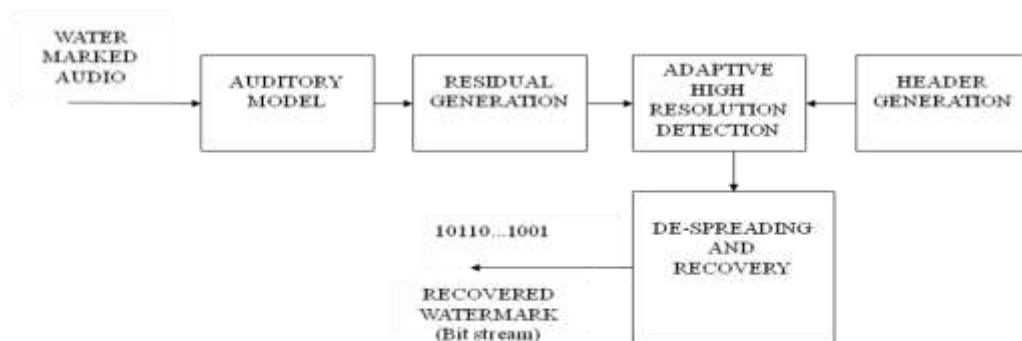 WATER
MARKED
AUDIO
AUDITORY
MODEL
RESIDUAL
GENERATION
ADAPTIVE
HIGH
RESOLUTION
DETECTION
HEADER
GENERATION
DE-SPREADING
AND
RECOVERY
10110...1001
RECOVERED
WATERMARK
(Bit stream)